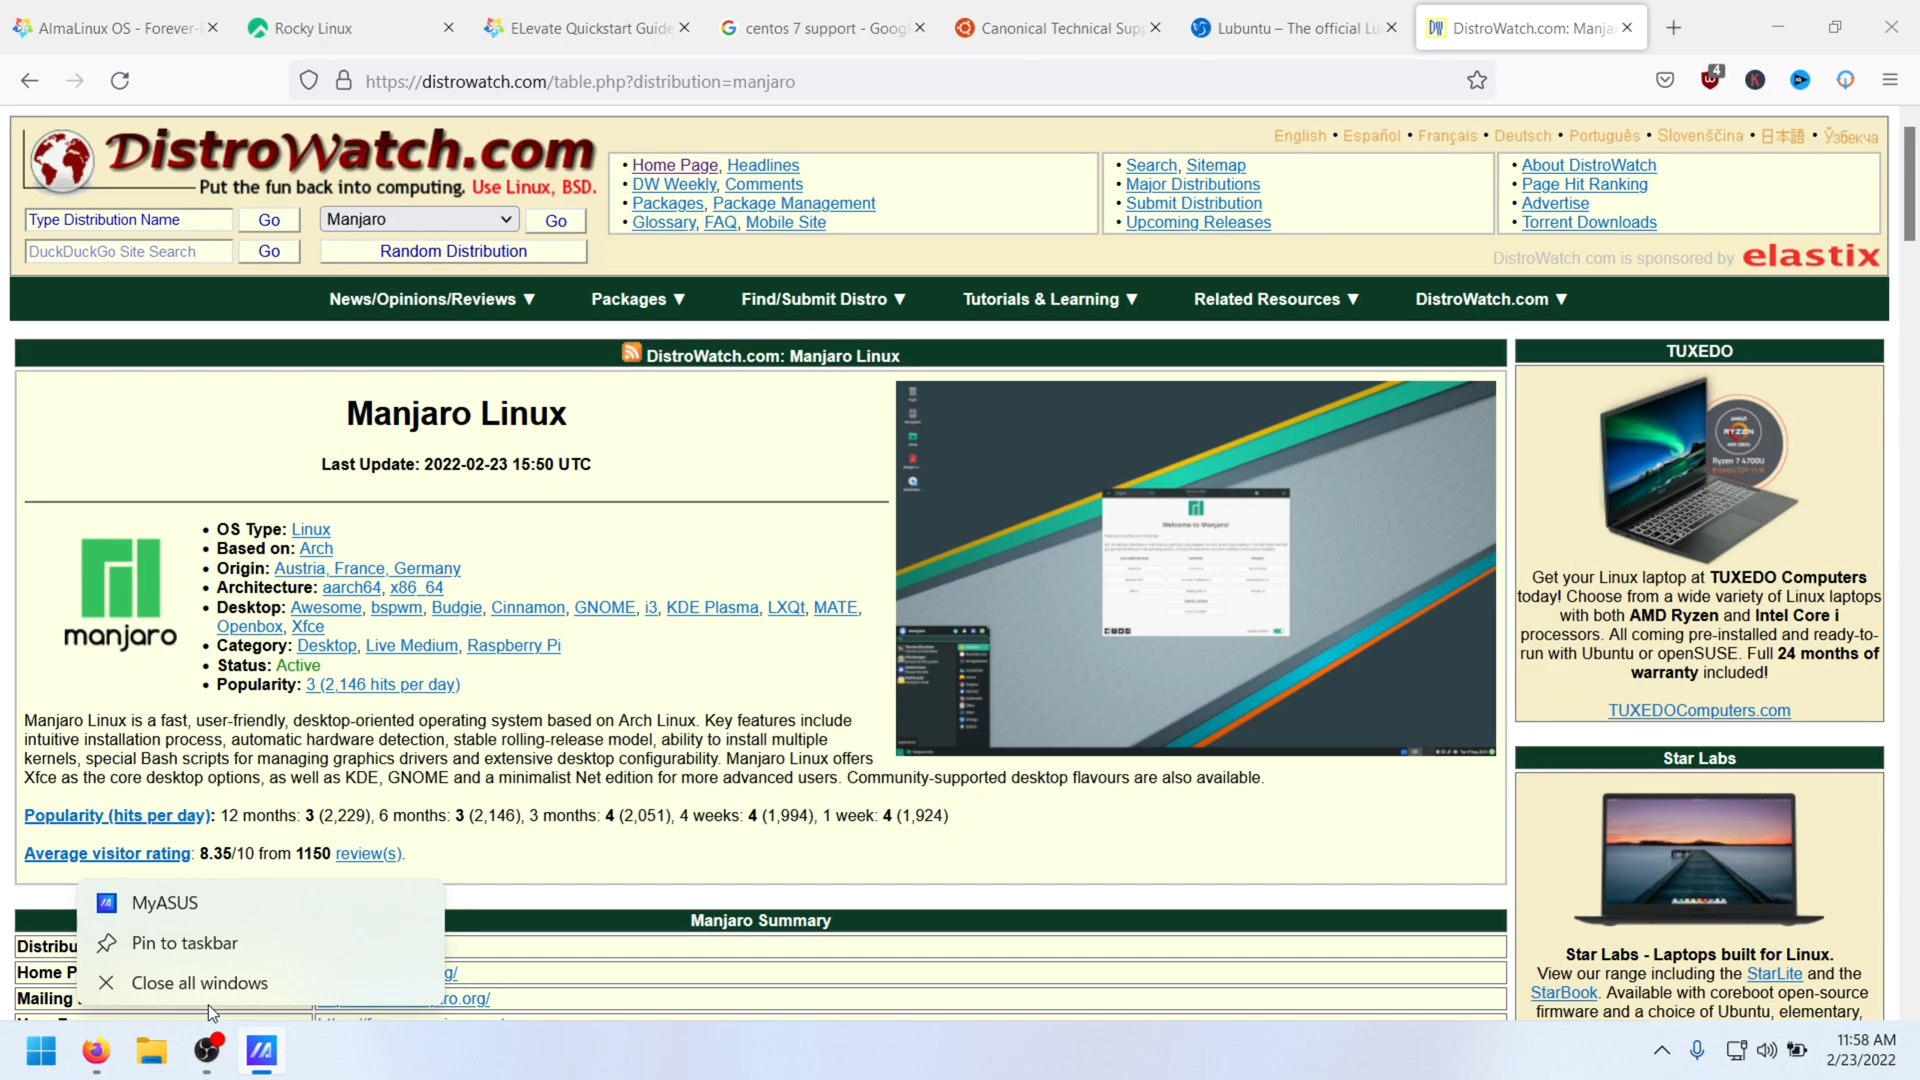 AlmaLinux OS - Forever-F
Rocky Linux
ELevate Quickstart Guide
centos 7 support - Googl
Canonical Technical Supp
Lubuntu – The official Lu
DistroWatch.com: Manja
https://distrowatch.com/table.php?distribution=manjaro
4
DistroWatch.com
Put the fun back into computing. Use Linux, BSD.
English • Español • Français • Deutsch • Português • Slovenščina • 日本語 • Ўзбекча
• Home Page, Headlines
• DW Weekly, Comments
• Packages, Package Management
• Glossary, FAQ, Mobile Site
• Search, Sitemap
• Major Distributions
• Submit Distribution
• Upcoming Releases
• About DistroWatch
• Page Hit Ranking
• Advertise
• Torrent Downloads
Type Distribution Name Go Manjaro Go
DuckDuckGo Site Search Go Random Distribution
DistroWatch.com is sponsored by elastix
News/Opinions/Reviews ▼ Packages ▼ Find/Submit Distro ▼ Tutorials & Learning ▼ Related Resources ▼ DistroWatch.com ▼
DistroWatch.com: Manjaro Linux
Manjaro Linux
Last Update: 2022-02-23 15:50 UTC
manjaro
• OS Type: Linux
• Based on: Arch
• Origin: Austria, France, Germany
• Architecture: aarch64, x86_64
• Desktop: Awesome, bspwm, Budgie, Cinnamon, GNOME, i3, KDE Plasma, LXQt, MATE,
Openbox, Xfce
• Category: Desktop, Live Medium, Raspberry Pi
• Status: Active
• Popularity: 3 (2,146 hits per day)
Welcome to Manjaro!
Manjaro Linux is a fast, user-friendly, desktop-oriented operating system based on Arch Linux. Key features include
intuitive installation process, automatic hardware detection, stable rolling-release model, ability to install multiple
kernels, special Bash scripts for managing graphics drivers and extensive desktop configurability. Manjaro Linux offers
Xfce as the core desktop options, as well as KDE, GNOME and a minimalist Net edition for more advanced users. Community-supported desktop flavours are also available.
Popularity (hits per day): 12 months: 3 (2,229), 6 months: 3 (2,146), 3 months: 4 (2,051), 4 weeks: 4 (1,994), 1 week: 4 (1,924)
Average visitor rating: 8.35/10 from 1150 review(s).
Manjaro Summary
Distribu
Home P
g/
Mailing
ro.org/
MyASUS
Pin to taskbar
Close all windows
TUXEDO
AMD
RYZEN
Ryzen 7 4700U
Get your Linux laptop at TUXEDO Computers
today! Choose from a wide variety of Linux laptops
with both AMD Ryzen and Intel Core i
processors. All coming pre-installed and ready-to-
run with Ubuntu or openSUSE. Full 24 months of
warranty included!
TUXEDOComputers.com
Star Labs
Star Labs - Laptops built for Linux.
View our range including the StarLite and the
StarBook. Available with coreboot open-source
firmware and a choice of Ubuntu, elementary,
11:58 AM
2/23/2022